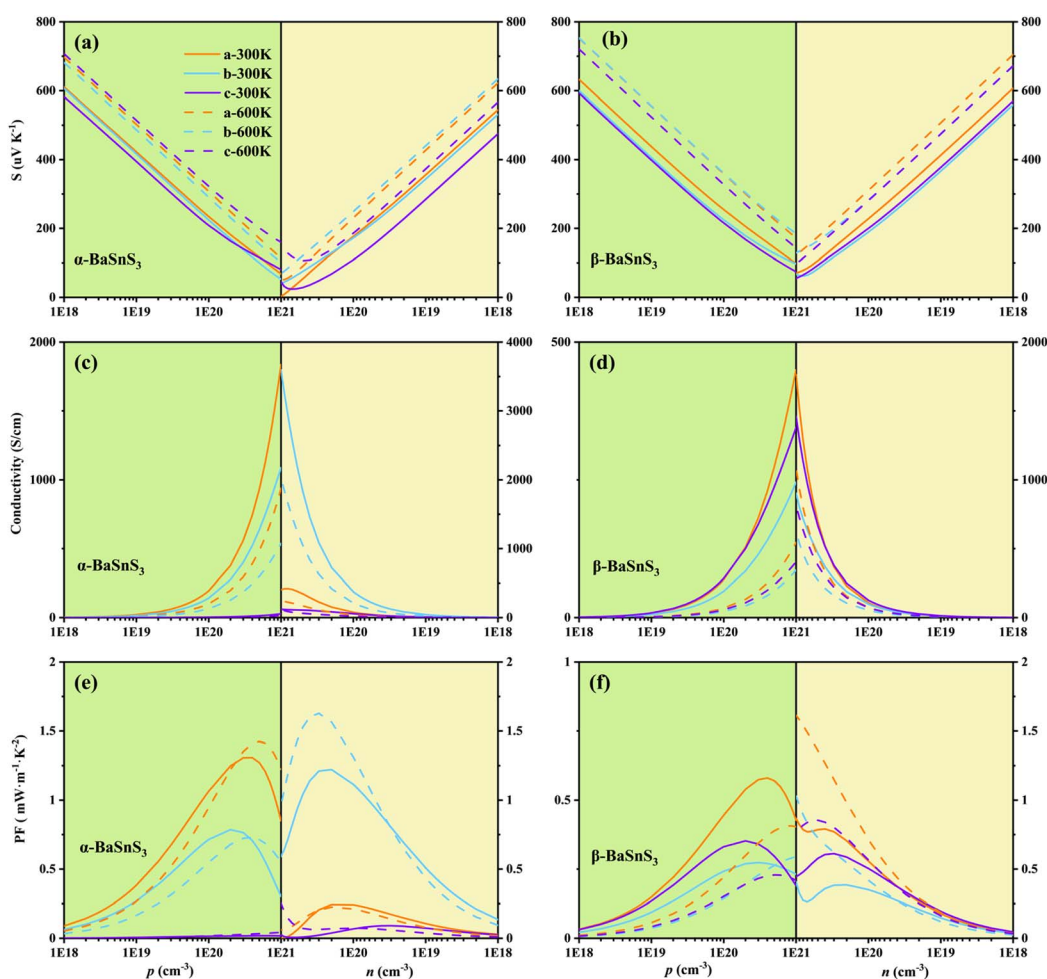 (a)
a-300K
b-300K
c-300K
a-600K
b-600K
c-600K
α-BaSnS₃
S (uV K⁻¹)
800
600
400
200
0
800
600
400
200
0
1E18 1E19 1E20 1E21 1E20 1E19 1E18
(b)
β-BaSnS₃
800
600
400
200
0
800
600
400
200
0
1E18 1E19 1E20 1E21 1E20 1E19 1E18
(c)
α-BaSnS₃
Conductivity (S/cm)
2000
1000
0
4000
3000
2000
1000
0
1E18 1E19 1E20 1E21 1E20 1E19 1E18
(d)
β-BaSnS₃
500
0
2000
1000
0
1E18 1E19 1E20 1E21 1E20 1E19 1E18
(e)
α-BaSnS₃
PF ( mW·m⁻¹·K⁻²)
2
1.5
1
0.5
0
2
1.5
1
0.5
0
1E18 1E19 1E20 1E21 1E20 1E19 1E18
p (cm⁻³) n (cm⁻³)
(f)
β-BaSnS₃
1
0.5
0
2
1.5
1
0.5
0
1E18 1E19 1E20 1E21 1E20 1E19 1E18
p (cm⁻³) n (cm⁻³)